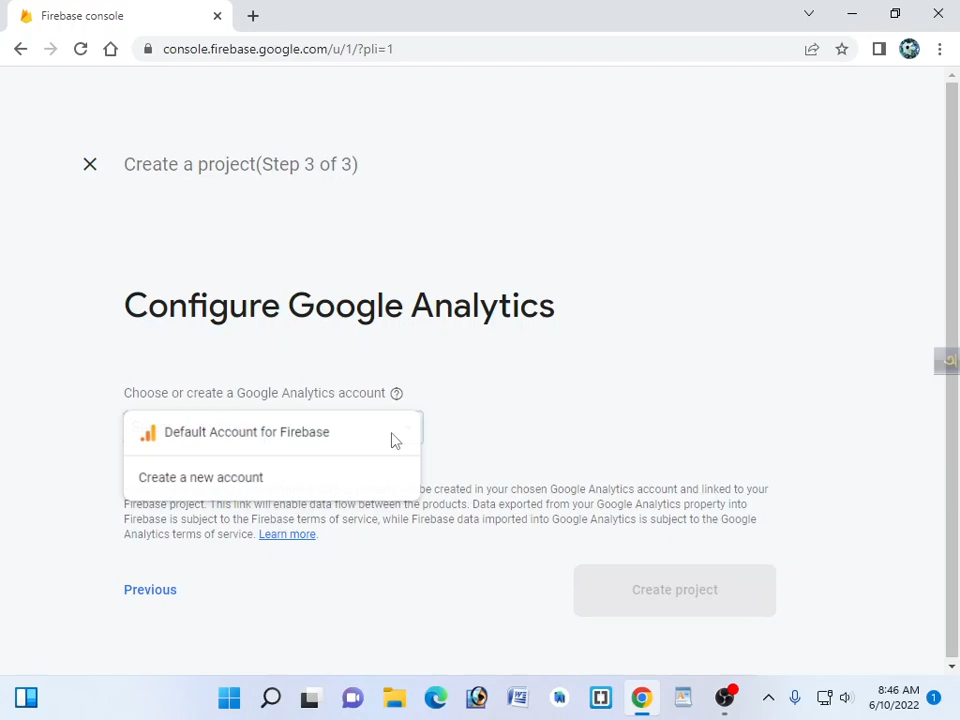 Firebase console
console.firebase.google.com/u/1/?pli=1
Create a project(Step 3 of 3)
Configure Google Analytics
Choose or create a Google Analytics account
Default Account for Firebase
Create a new account
be created in your chosen Google Analytics account and linked to your
Firebase project. This link will enable data flow between the products. Data exported from your Google Analytics property into
Firebase is subject to the Firebase terms of service, while Firebase data imported into Google Analytics is subject to the Google
Analytics terms of service. Learn more.
Previous
Create project
8:46 AM
6/10/2022
1